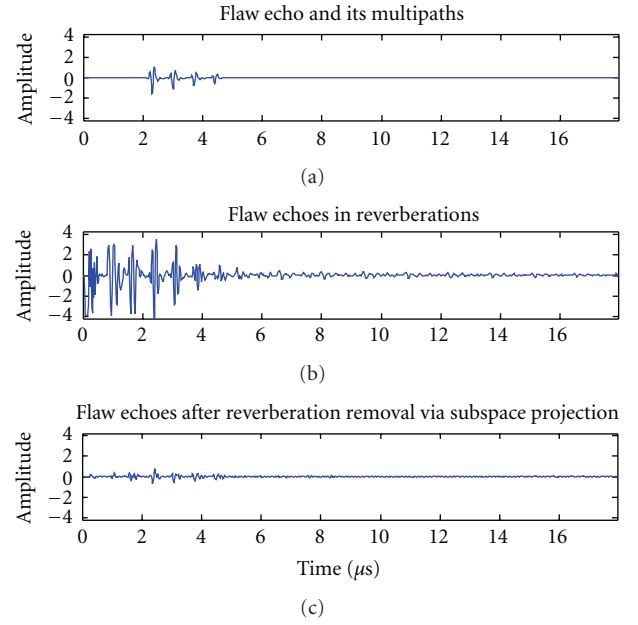 Flaw echo and its multipaths
Amplitude
4
2
0
−2
−4
0 2 4 6 8 10 12 14 16
(a)
Flaw echoes in reverberations
Amplitude
4
2
0
−2
−4
0 2 4 6 8 10 12 14 16
(b)
Flaw echoes after reverberation removal via subspace projection
Amplitude
4
2
0
−2
−4
0 2 4 6 8 10 12 14 16
Time (μs)
(c)